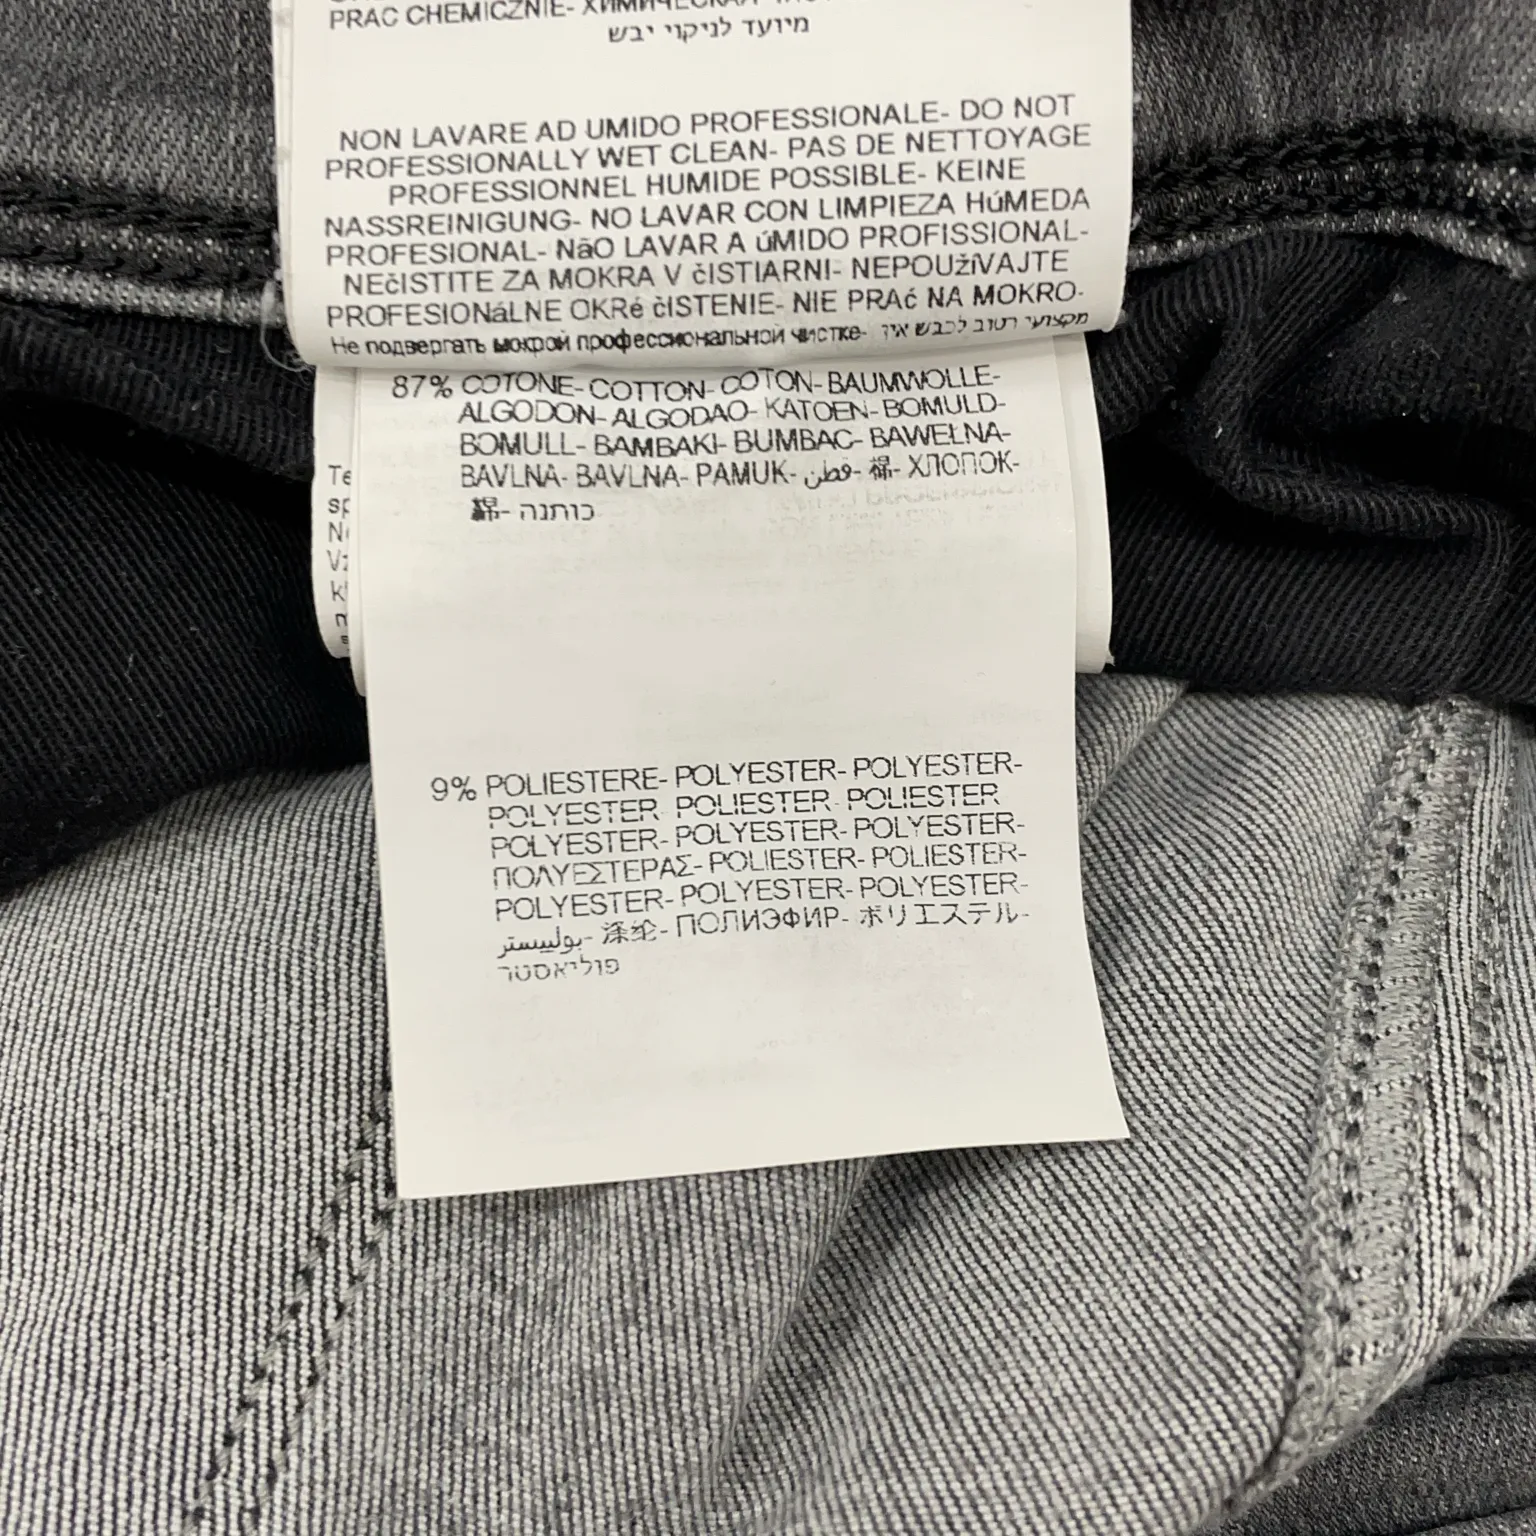 PRAC CHEMICZNIE-
מיועד לניקוי יבש
NON LAVARE AD UMIDO PROFESSIONALE- DO NOT
PROFESSIONALLY WET CLEAN- PAS DE NETTOYAGE
PROFESSIONNEL HUMIDE POSSIBLE- KEINE
NASSREINIGUNG- NO LAVAR CON LIMPIEZA HúMEDA
PROFESIONAL- NãO LAVAR A úMIDO PROFISSIONAL-
NEčISTITE ZA MOKRA V čISTIARNI- NEPOUžíVAJTE
PROFESIONáLNE OKRé čISTENIE- NIE PRAć NA MOKRO-
Не подвергать мокрой профессиональной чистке- מקצועי רטוב לכבש אין
87% COTONE- COTTON- COTON- BAUMWOLLE-
ALGODON- ALGODAO- KATOEN- BOMULD-
BOMULL- BAMBAKI- BUMBAC- BAWEŁNA-
BAVLNA- BAVLNA- PAMUK- قطن- 棉- ХЛОПОК-
綿- כותנה
9% POLIESTERE- POLYESTER- POLYESTER-
POLYESTER- POLIESTER- POLIESTER
POLYESTER- POLYESTER- POLYESTER-
ΠΟΛΥΕΣΤΕΡΑΣ- POLIESTER- POLIESTER-
POLYESTER- POLYESTER- POLYESTER-
بوليستر- 涤纶- ПОЛИЭФИР- ポリエステル-
פוליאסטר